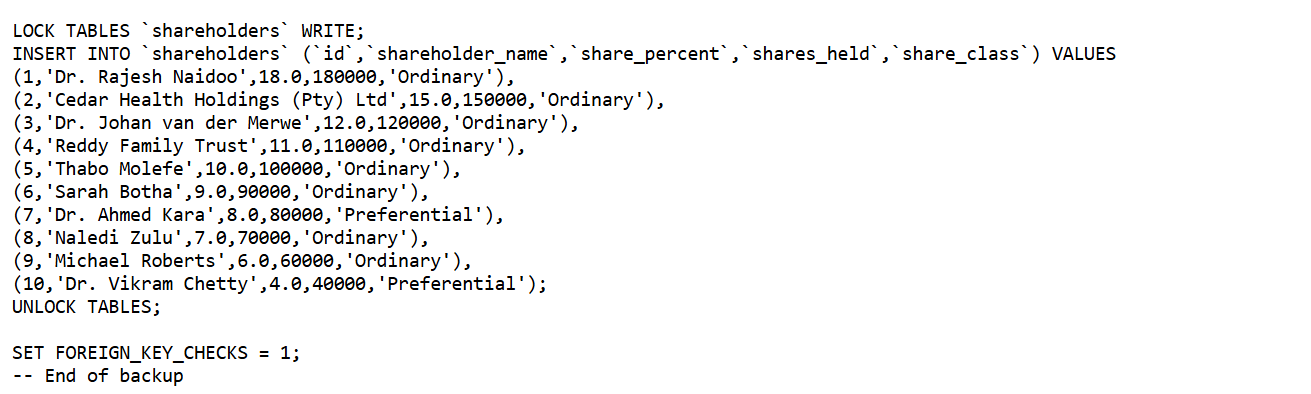 LOCK TABLES `shareholders` WRITE;
INSERT INTO `shareholders` (`id`,`shareholder_name`,`share_percent`,`shares_held`,`share_class`) VALUES
(1,'Dr. Rajesh Naidoo',18.0,180000,'Ordinary'),
(2,'Cedar Health Holdings (Pty) Ltd',15.0,150000,'Ordinary'),
(3,'Dr. Johan van der Merwe',12.0,120000,'Ordinary'),
(4,'Reddy Family Trust',11.0,110000,'Ordinary'),
(5,'Thabo Molefe',10.0,100000,'Ordinary'),
(6,'Sarah Botha',9.0,90000,'Ordinary'),
(7,'Dr. Ahmed Kara',8.0,80000,'Preferential'),
(8,'Naledi Zulu',7.0,70000,'Ordinary'),
(9,'Michael Roberts',6.0,60000,'Ordinary'),
(10,'Dr. Vikram Chetty',4.0,40000,'Preferential');
UNLOCK TABLES;

SET FOREIGN_KEY_CHECKS = 1;
-- End of backup